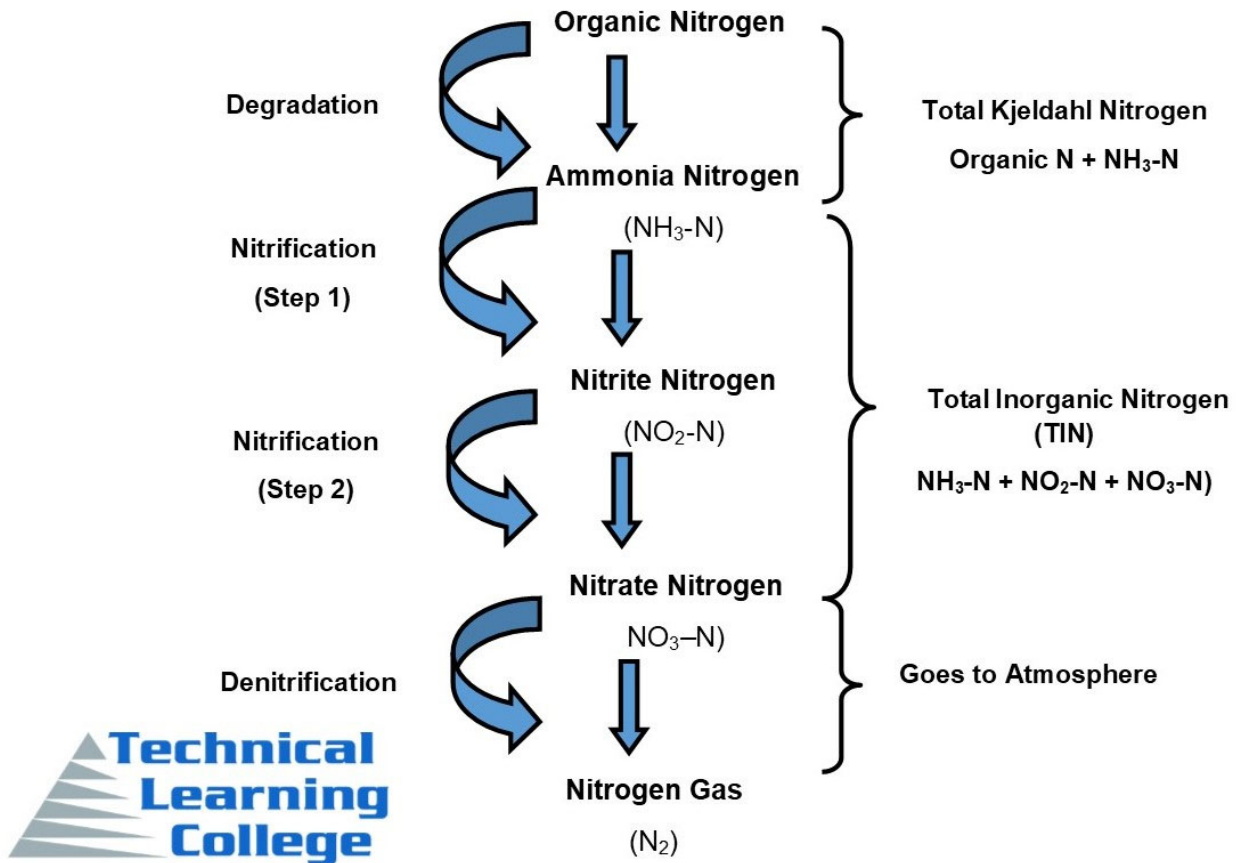 Organic Nitrogen
Degradation
Total Kjeldahl Nitrogen
Organic N + NH₃-N
Ammonia Nitrogen
(NH₃-N)
Nitrification
(Step 1)
Nitrite Nitrogen
(NO₂-N)
Total Inorganic Nitrogen
(TIN)
NH₃-N + NO₂-N + NO₃-N)
Nitrification
(Step 2)
Nitrate Nitrogen
NO₃–N)
Denitrification
Goes to Atmosphere
Nitrogen Gas
(N₂)
Technical
Learning
College